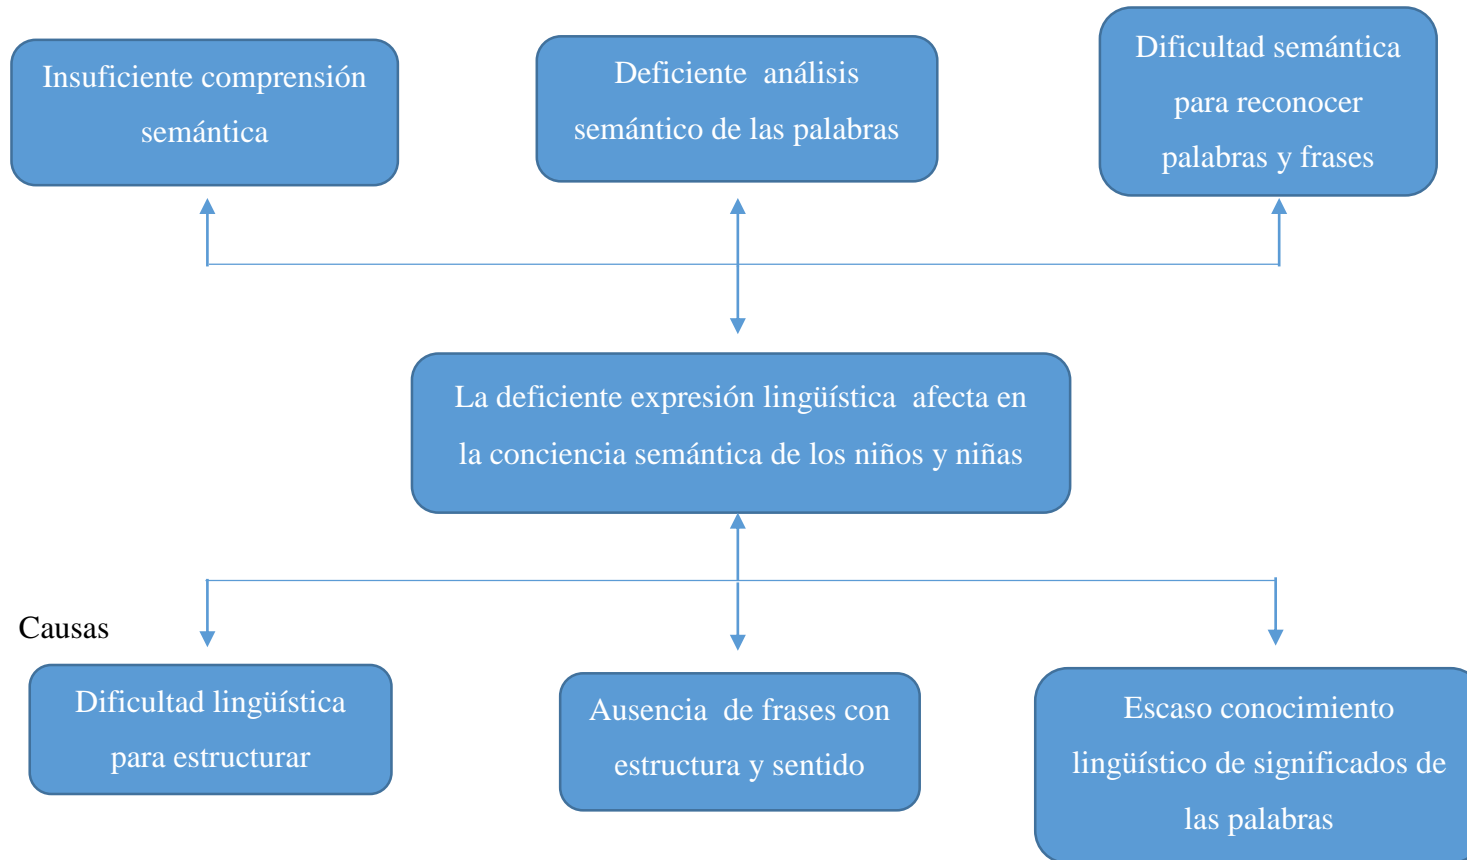 Insuficiente comprensión
semántica
Deficiente análisis
semántico de las palabras
Dificultad semántica
para reconocer
palabras y frases
La deficiente expresión lingüística afecta en
la conciencia semántica de los niños y niñas
Causas
Dificultad lingüística
para estructurar
Ausencia de frases con
estructura y sentido
Escaso conocimiento
lingüístico de significados de
las palabras